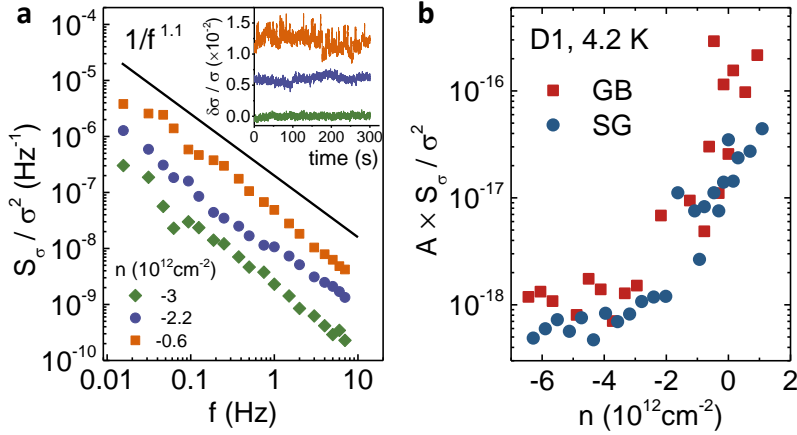 a
1/f 1.1
10-4
10-5
10-6
10-7
10-8
10-9
10-10
Sσ / σ2 (Hz-1)
0.01
0.1
1
10
f (Hz)
n (1012cm-2)
-3
-2.2
-0.6
1.5
1.0
0.5
0.0
δσ / σ (×10-2)
0
100
200
300
time (s)
b
D1, 4.2 K
GB
SG
10-16
10-17
10-18
A × Sσ / σ2
-6
-4
-2
0
2
n (1012cm-2)